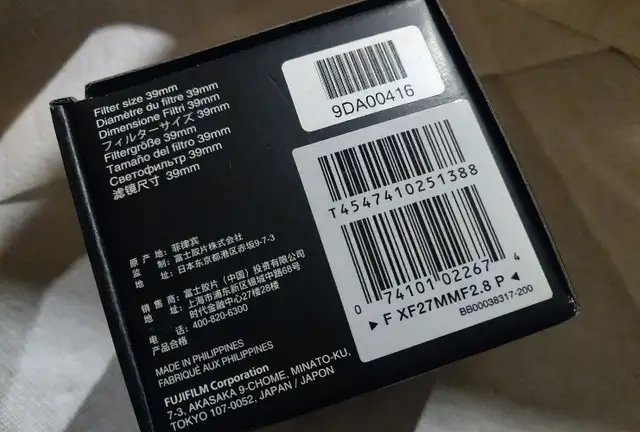 Filter size 39mm
Diamètre du filtre 39mm
Dimensione Filtri 39mm
フィルターサイズ 39mm
Filtergröße 39mm
Tamaño del filtro 39mm
Светофильтр 39mm
滤镜尺寸 39mm
原产地: 菲律宾
监 制: 富士胶片株式会社
地 址: 日本东京都港区赤坂9-7-3
销售商: 富士胶片（中国）投资有限公司
地 址: 上海市浦东新区银城中路68号
时代金融中心27楼28楼
电 话: 400-820-6300
产品合格
MADE IN PHILIPPINES
FABRIQUÉ AUX PHILIPPINES
FUJIFILM Corporation
7-3, AKASAKA 9-CHOME, MINATO-KU,
TOKYO 107-0052, JAPAN / JAPON
9DA00416
T4547410251388
0 74101 02267 4
▶ F XF27MMF2.8 P ◀
BB00038317-200